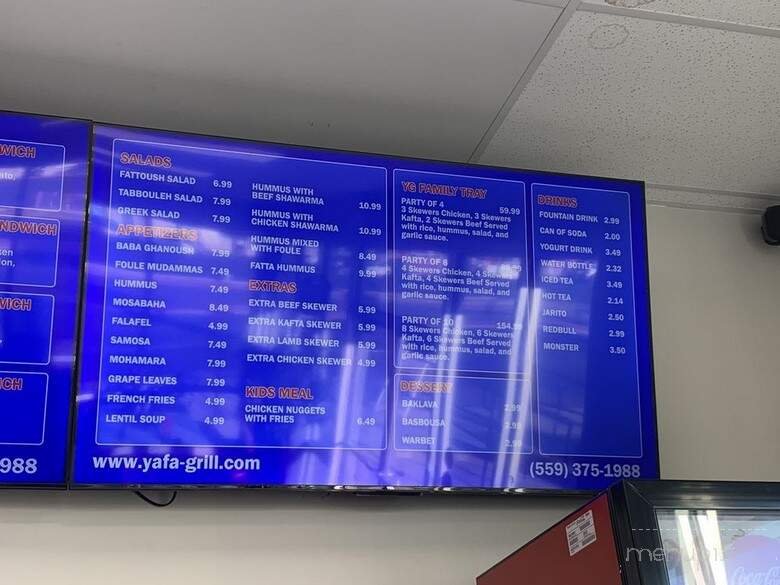 WICH
ato,
NDWICH
ken
on,
WICH
CH
988
SALADS
FATTOUSH SALAD 6.99
TABBOULEH SALAD 7.99
GREEK SALAD 7.99
APPETIZERS
BABA GHANOUSH 7.99
FOULE MUDAMMAS 7.49
HUMMUS 7.49
MOSABAHA 8.49
FALAFEL 4.99
SAMOSA 7.49
MOHAMARA 7.99
GRAPE LEAVES 7.99
FRENCH FRIES 4.99
LENTIL SOUP 4.99
HUMMUS WITH
BEEF SHAWARMA 10.99
HUMMUS WITH
CHICKEN SHAWARMA 10.99
HUMMUS MIXED
WITH FOULE 8.49
FATTA HUMMUS 9.99
EXTRAS
EXTRA BEEF SKEWER 5.99
EXTRA KAFTA SKEWER 5.99
EXTRA LAMB SKEWER 5.99
EXTRA CHICKEN SKEWER 4.99
KIDS MEAL
CHICKEN NUGGETS
WITH FRIES 6.49
YG FAMILY TRAY
PARTY OF 4 59.99
3 Skewers Chicken, 3 Skewers
Kafta, 2 Skewers Beef Served
with rice, hummus, salad, and
garlic sauce.
PARTY OF 6
4 Skewers Chicken, 4 Skewers
Kafta, 4 Skewers Beef Served
with rice, hummus, salad, and
garlic sauce.
PARTY OF 10 154.99
8 Skewers Chicken, 6 Skewers
Kafta, 6 Skewers Beef Served
with rice, hummus, salad, and
garlic sauce.
DESSERT
BAKLAVA 2.99
BASBOUSA 2.99
WARBET 2.99
DRINKS
FOUNTAIN DRINK 2.99
CAN OF SODA 2.00
YOGURT DRINK 3.49
WATER BOTTLE 2.32
ICED TEA 3.49
HOT TEA 2.14
JARITO 2.50
REDBULL 2.99
MONSTER 3.50
www.yafa-grill.com
(559) 375-1988
Coca-C